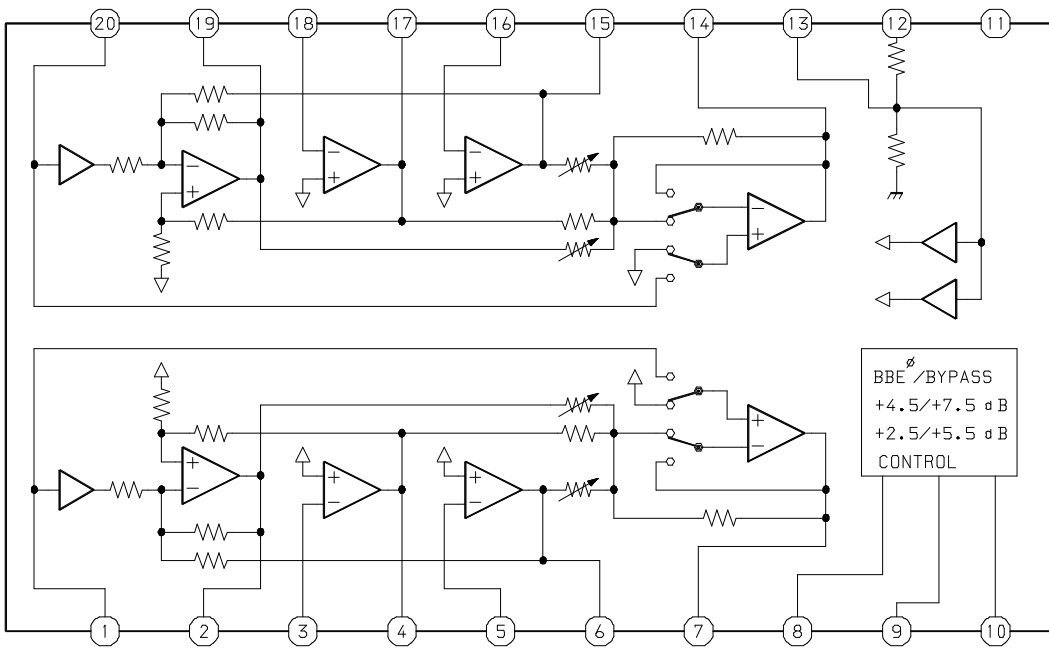 20 19 18 17 16 15 14 13 12 11
− + − + − + − +
BBEø/BYPASS
+4.5/+7.5 dB
+2.5/+5.5 dB
CONTROL
+ − + − + − + −
1 2 3 4 5 6 7 8 9 10